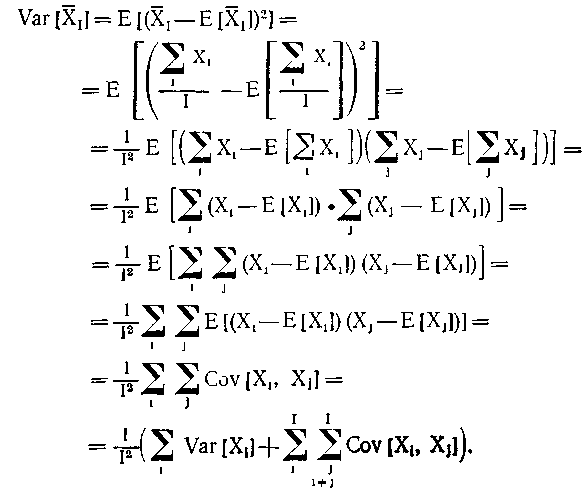 Var [X̄_I] = E [(X̄_I — E [X̄_I])²] =
= E [(∑_i X_i / I — E [∑_i X_i / I])²] =
= 1/I² E [(∑_i X_i — E [∑_i X_i])(∑_j X_j — E[∑_j X_j])] =
= 1/I² E [∑_i (X_i — E [X_i]) • ∑_j (X_j — E [X_j])] =
= 1/I² E [∑_i ∑_j (X_i — E [X_i]) (X_j — E [X_j])] =
= 1/I² ∑_i ∑_j E [(X_i — E [X_i]) (X_j — E [X_j])] =
= 1/I² ∑_i ∑_j Cov [X_i, X_j] =
= 1/I² (∑_i Var [X_i] + ∑_i^I ∑_j^I_{i≠j} Cov [X_i, X_j]).